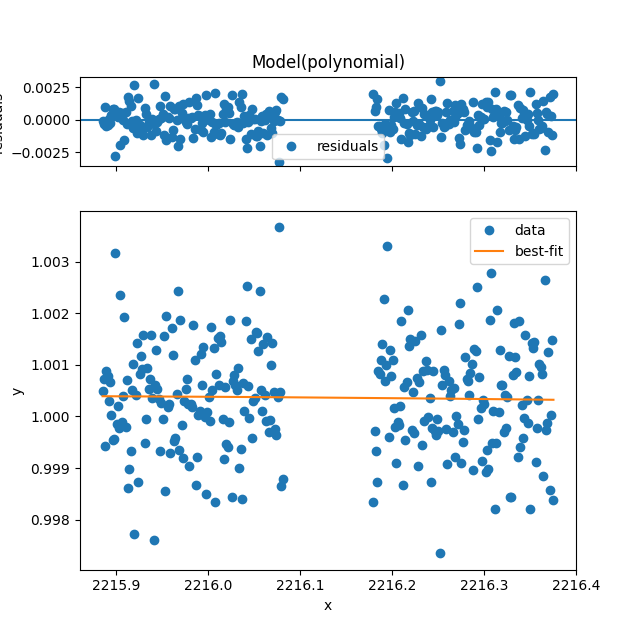 Model(polynomial)
0.0025
0.0000
−0.0025
residuals
residuals
data
best-fit
1.003
1.002
1.001
1.000
0.999
0.998
y
2215.9
2216.0
2216.1
2216.2
2216.3
2216.4
x